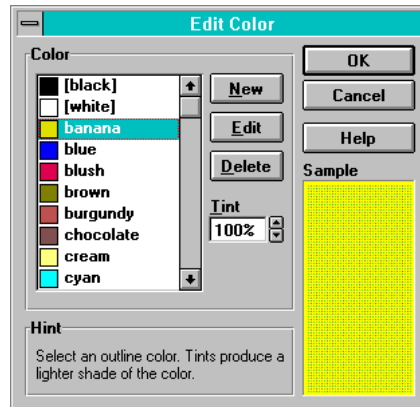 Edit Color
Color
[black]
[white]
banana
blue
blush
brown
burgundy
chocolate
cream
cyan
New
Edit
Delete
Tint
100%
OK
Cancel
Help
Sample
Hint
Select an outline color. Tints produce a
lighter shade of the color.